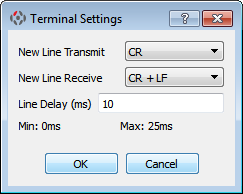 Terminal Settings
New Line Transmit CR
New Line Receive CR + LF
Line Delay (ms) 10
Min: 0ms Max: 25ms
OK Cancel